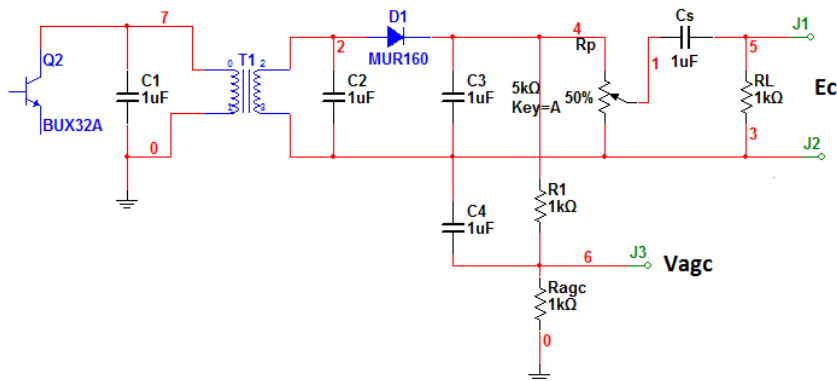 7
Q2
BUX32A
C1
1uF
0
T1
0
2
1
3
2
C2
1uF
D1
MUR160
C3
1uF
4
Rp
5kΩ
50%
Key=A
1
Cs
1uF
5
J1
RL
1kΩ
Ec
3
J2
C4
1uF
R1
1kΩ
6
J3
Vagc
Ragc
1kΩ
0